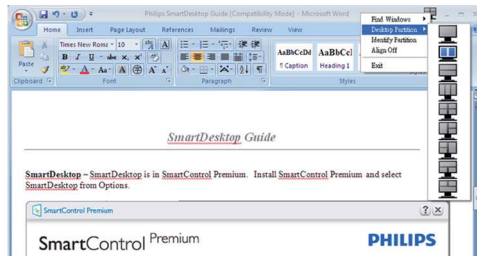 Philips SmartDesktop Guide [Compatibility Mode] - Microsoft Word
Home Insert Page Layout References Mailings Review View
Find Windows
Desktop Partition
Identify Partition
Align Off
Exit
Times New Roma 10
Paste
AaBbCcDd AaBbCcI
¶ Caption Heading 1
Clipboard Font Paragraph Styles
SmartDesktop Guide
SmartDesktop – SmartDesktop is in SmartControl Premium. Install SmartControl Premium and select
SmartDesktop from Options.
SmartControl Premium
SmartControl Premium
PHILIPS